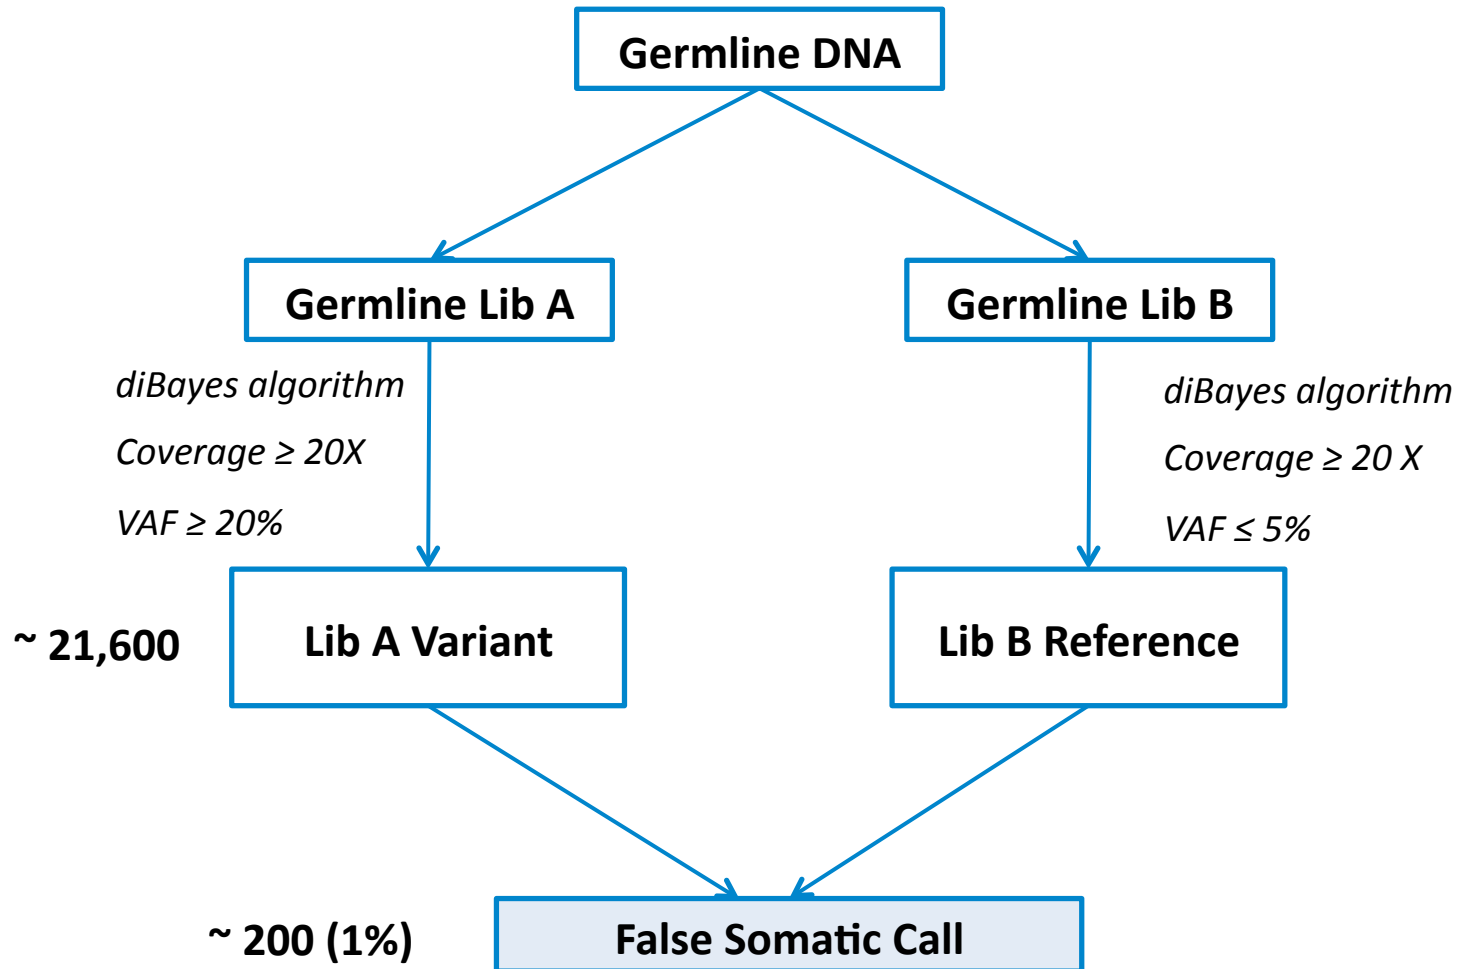 Germline DNA
Germline Lib A
Germline Lib B
diBayes algorithm
Coverage ≥ 20X
VAF ≥ 20%
diBayes algorithm
Coverage ≥ 20 X
VAF ≤ 5%
~ 21,600
Lib A Variant
Lib B Reference
~ 200 (1%)
False Somatic Call